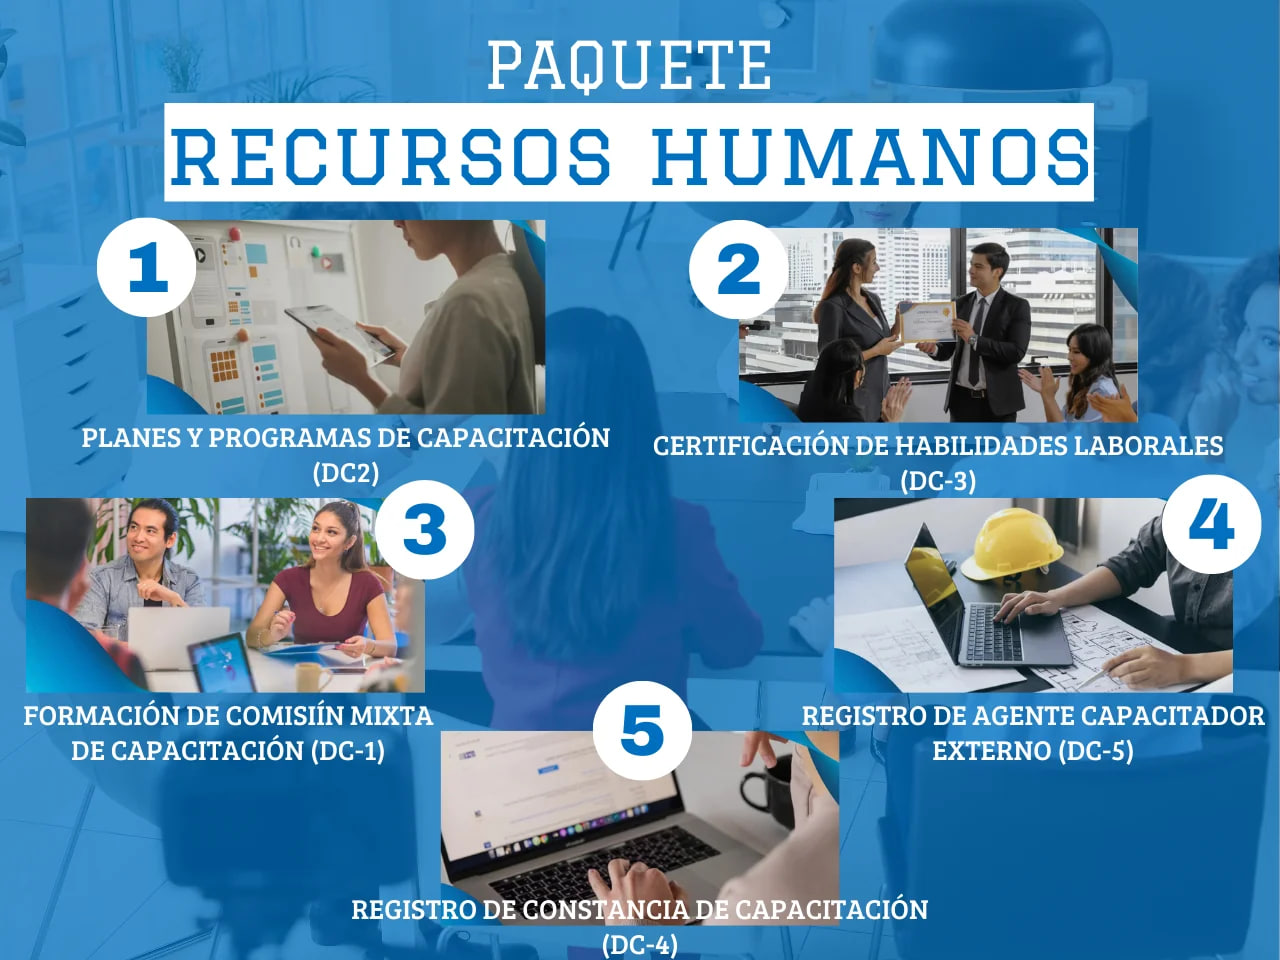 PAQUETE
RECURSOS HUMANOS
1
PLANES Y PROGRAMAS DE CAPACITACIÓN
(DC2)
2
CERTIFICACIÓN DE HABILIDADES LABORALES
(DC-3)
3
FORMACIÓN DE COMISIÍN MIXTA
DE CAPACITACIÓN (DC-1)
4
REGISTRO DE AGENTE CAPACITADOR
EXTERNO (DC-5)
5
REGISTRO DE CONSTANCIA DE CAPACITACIÓN
(DC-4)